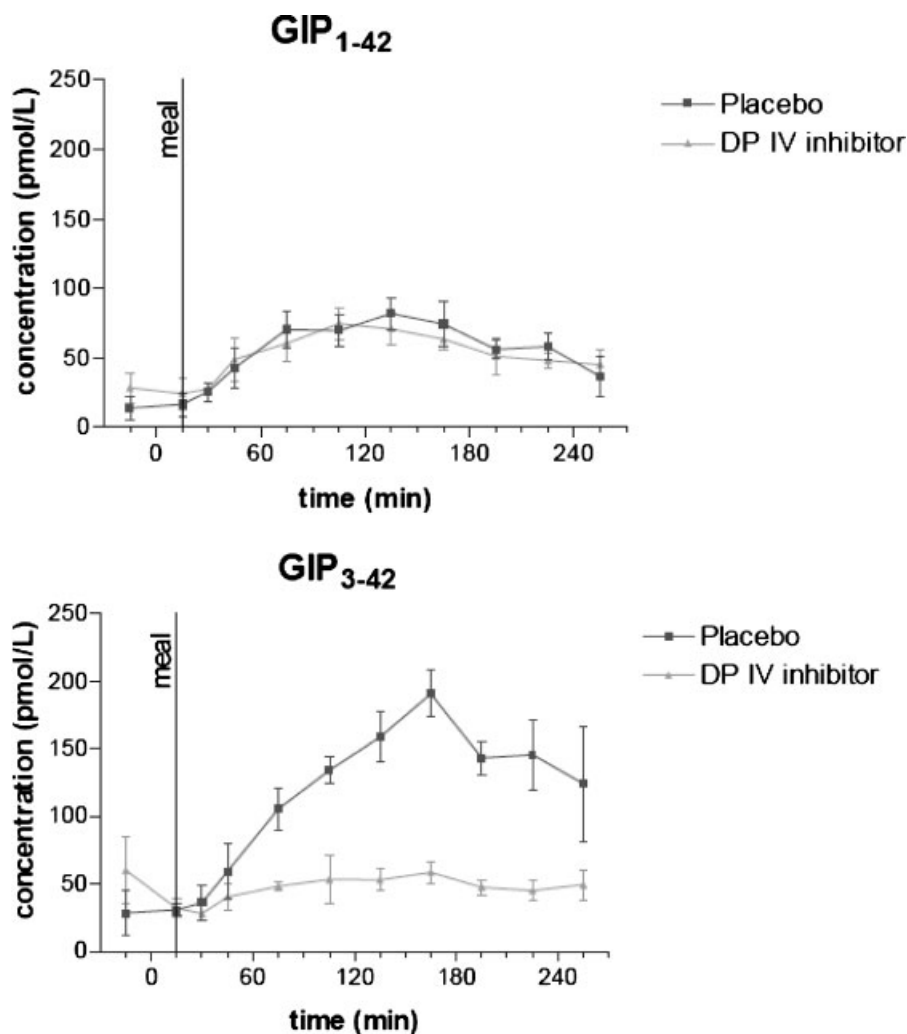 GIP1-42
250
200
150
100
50
0
concentration (pmol/L)
meal
0 60 120 180 240
time (min)
Placebo
DP IV inhibitor
GIP3-42
250
200
150
100
50
0
concentration (pmol/L)
meal
0 60 120 180 240
time (min)
Placebo
DP IV inhibitor